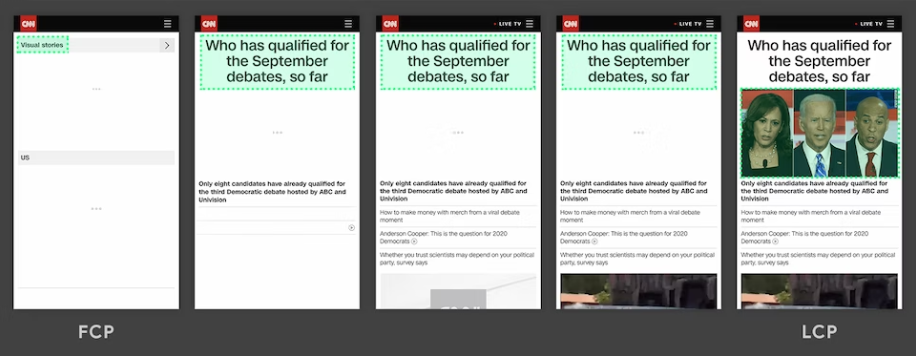 CNN
Visual stories
US
CNN
Who has qualified for
the September
debates, so far
Only eight candidates have already qualified for
the third Democratic debate hosted by ABC and
Univision
CNN
LIVE TV
Who has qualified for
the September
debates, so far
Only eight candidates have already qualified for
the third Democratic debate hosted by ABC and
Univision
How to make money with merch from a viral debate
moment
Anderson Cooper: This is the question for 2020
Democrats
Whether you trust scientists may depend on your political
party, survey says
CNN
LIVE TV
Who has qualified for
the September
debates, so far
Only eight candidates have already qualified for
the third Democratic debate hosted by ABC and
Univision
How to make money with merch from a viral debate
moment
Anderson Cooper: This is the question for 2020
Democrats
Whether you trust scientists may depend on your political
party, survey says
CNN
LIVE TV
Who has qualified for
the September
debates, so far
Only eight candidates have already qualified for
the third Democratic debate hosted by ABC and
Univision
How to make money with merch from a viral debate
moment
Anderson Cooper: This is the question for 2020
Democrats
Whether you trust scientists may depend on your political
party, survey says
FCP
LCP